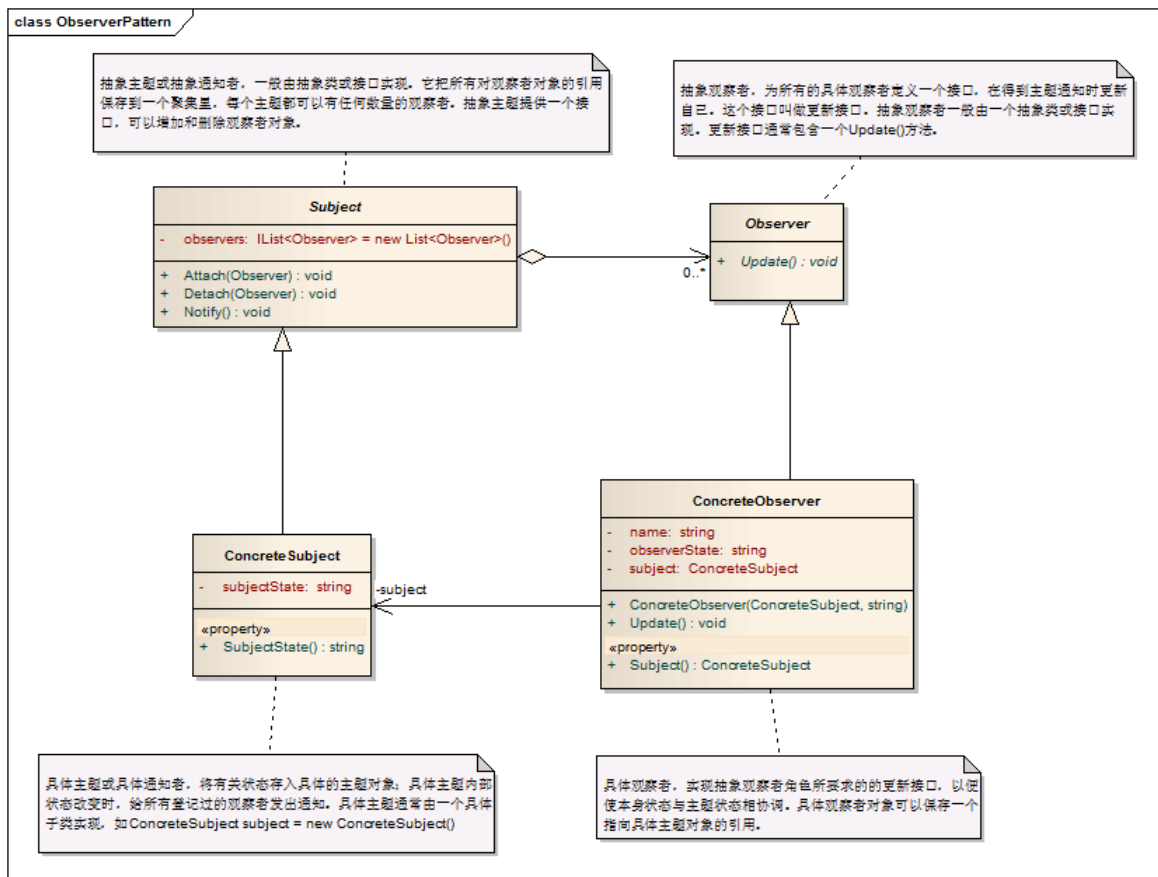 class ObserverPattern
抽象主题或抽象通知者，一般由抽象类或接口实现。它把所有对观察者对象的引用
保存到一个聚集里，每个主题都可以有任何数量的观察者。抽象主题提供一个接
口，可以增加和删除观察者对象。
抽象观察者，为所有的具体观察者定义一个接口，在得到主题通知时更新
自己。这个接口叫做更新接口。抽象观察者一般由一个抽象类或接口实
现。更新接口通常包含一个Update()方法。
Subject
- observers: IList<Observer> = new List<Observer>()
+ Attach(Observer) : void
+ Detach(Observer) : void
+ Notify() : void
Observer
+ Update() : void
0..*
ConcreteSubject
- subjectState: string
«property»
+ SubjectState() : string
-subject
ConcreteObserver
- name: string
- observerState: string
- subject: ConcreteSubject
+ ConcreteObserver(ConcreteSubject, string)
+ Update() : void
«property»
+ Subject() : ConcreteSubject
具体主题或具体通知者，将有关状态存入具体的主题对象；具体主题内部
状态改变时，给所有登记过的观察者发出通知。具体主题通常由一个具体
子类实现，如ConcreteSubject subject = new ConcreteSubject()
具体观察者，实现抽象观察者角色所要求的的更新接口，以便
使本身状态与主题状态相协调。具体观察者对象可以保存一个
指向具体主题对象的引用。